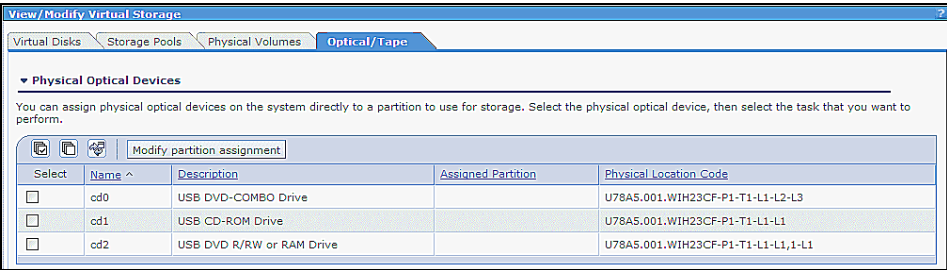 View/Modify Virtual Storage ?
Virtual Disks Storage Pools Physical Volumes Optical/Tape
Physical Optical Devices
You can assign physical optical devices on the system directly to a partition to use for storage. Select the physical optical device, then select the task that you want to
perform.
Modify partition assignment
Select Name ^ Description Assigned Partition Physical Location Code
cd0 USB DVD-COMBO Drive U78A5.001.WIH23CF-P1-T1-L1-L2-L3
cd1 USB CD-ROM Drive U78A5.001.WIH23CF-P1-T1-L1-L1
cd2 USB DVD R/RW or RAM Drive U78A5.001.WIH23CF-P1-T1-L1-L1,1-L1